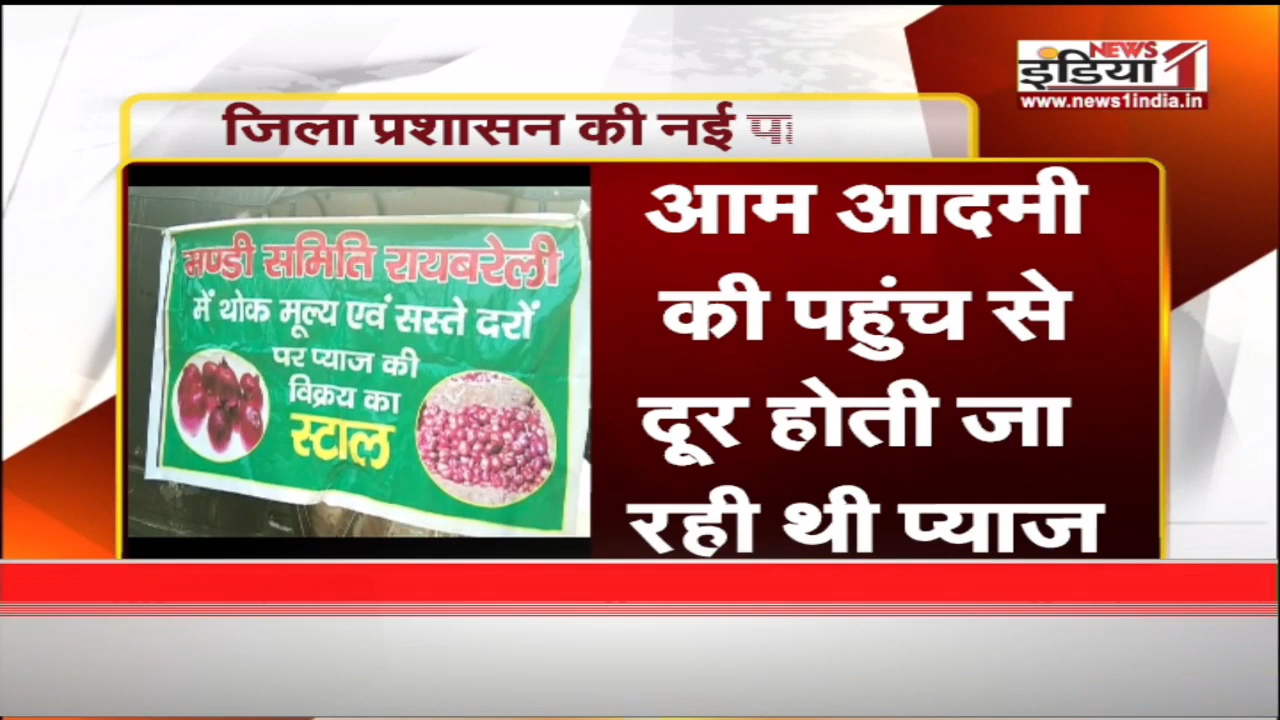 NEWS
इंडिया 1
www.news1india.in
जिला प्रशासन की नई
मण्डी समिति रायबरेली
में थोक मूल्य एवं सस्ते दरों
पर प्याज की
विक्रय का
स्टाल
आम आदमी
की पहुंच से
दूर होती जा
रही थी प्याज